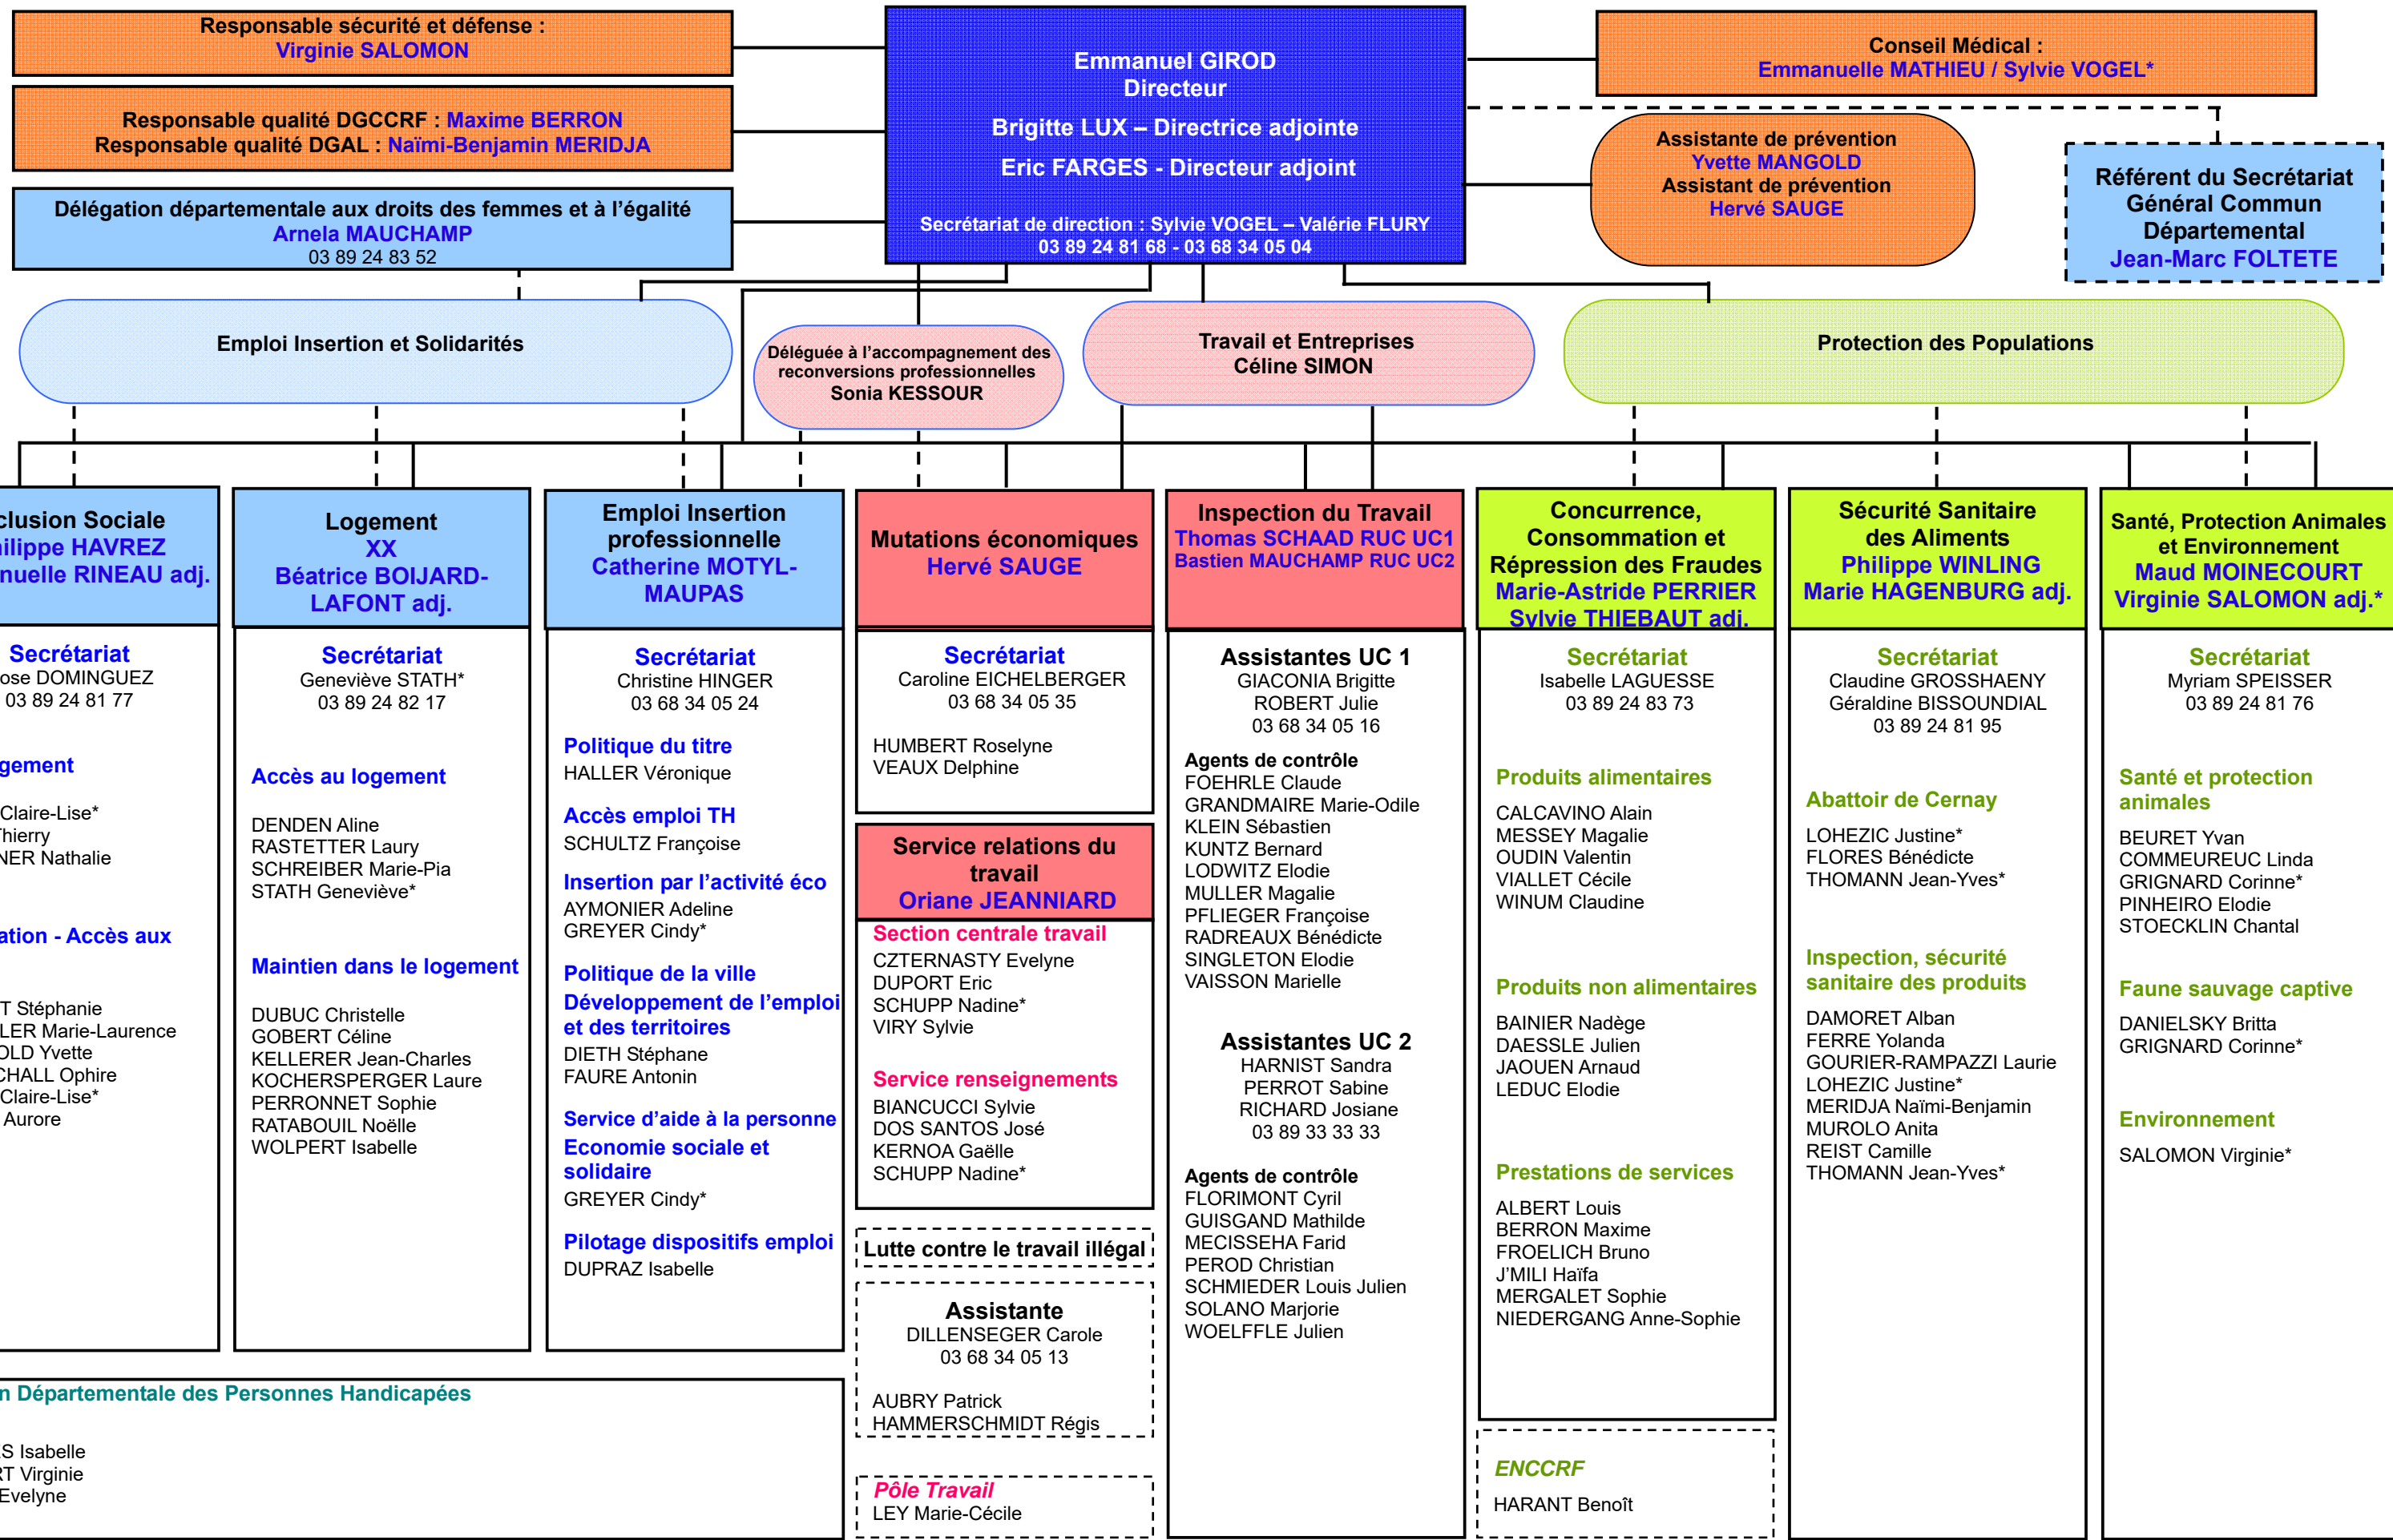 Responsable sécurité et défense :
Virginie SALOMON
Responsable qualité DGCCRF : Maxime BERRON
Responsable qualité DGAL : Naïmi-Benjamin MERIDJA
Délégation départementale aux droits des femmes et à l’égalité
Arnela MAUCHAMP
03 89 24 83 52
Emmanuel GIROD
Directeur
Brigitte LUX – Directrice adjointe
Eric FARGES - Directeur adjoint
Secrétariat de direction : Sylvie VOGEL – Valérie FLURY
03 89 24 81 68 - 03 68 34 05 04
Conseil Médical :
Emmanuelle MATHIEU / Sylvie VOGEL*
Assistante de prévention
Yvette MANGOLD
Assistant de prévention
Hervé SAUGE
Référent du Secrétariat
Général Commun
Départemental
Jean-Marc FOLTETE
Emploi Insertion et Solidarités
Déléguée à l’accompagnement des
reconversions professionnelles
Sonia KESSOUR
Travail et Entreprises
Céline SIMON
Protection des Populations
clusion Sociale
ilippe HAVREZ
nuelle RINEAU adj.
Secrétariat
ose DOMINGUEZ
03 89 24 81 77
gement
Claire-Lise*
hierry
NER Nathalie
ation - Accès aux
T Stéphanie
LER Marie-Laurence
OLD Yvette
CHALL Ophire
Claire-Lise*
Aurore
Logement
XX
Béatrice BOIJARD-
LAFONT adj.
Secrétariat
Geneviève STATH*
03 89 24 82 17
Accès au logement
DENDEN Aline
RASTETTER Laury
SCHREIBER Marie-Pia
STATH Geneviève*
Maintien dans le logement
DUBUC Christelle
GOBERT Céline
KELLERER Jean-Charles
KOCHERSPERGER Laure
PERRONNET Sophie
RATABOUIL Noëlle
WOLPERT Isabelle
Emploi Insertion
professionnelle
Catherine MOTYL-
MAUPAS
Secrétariat
Christine HINGER
03 68 34 05 24
Politique du titre
HALLER Véronique
Accès emploi TH
SCHULTZ Françoise
Insertion par l’activité éco
AYMONIER Adeline
GREYER Cindy*
Politique de la ville
Développement de l’emploi
et des territoires
DIETH Stéphane
FAURE Antonin
Service d’aide à la personne
Economie sociale et
solidaire
GREYER Cindy*
Pilotage dispositifs emploi
DUPRAZ Isabelle
n Départementale des Personnes Handicapées
S Isabelle
RT Virginie
Evelyne
Mutations économiques
Hervé SAUGE
Secrétariat
Caroline EICHELBERGER
03 68 34 05 35
HUMBERT Roselyne
VEAUX Delphine
Service relations du
travail
Oriane JEANNIARD
Section centrale travail
CZTERNASTY Evelyne
DUPORT Eric
SCHUPP Nadine*
VIRY Sylvie
Service renseignements
BIANCUCCI Sylvie
DOS SANTOS José
KERNOA Gaëlle
SCHUPP Nadine*
Lutte contre le travail illégal
Assistante
DILLENSEGER Carole
03 68 34 05 13
AUBRY Patrick
HAMMERSCHMIDT Régis
Pôle Travail
LEY Marie-Cécile
Inspection du Travail
Thomas SCHAAD RUC UC1
Bastien MAUCHAMP RUC UC2
Assistantes UC 1
GIACONIA Brigitte
ROBERT Julie
03 68 34 05 16
Agents de contrôle
FOEHRLE Claude
GRANDMAIRE Marie-Odile
KLEIN Sébastien
KUNTZ Bernard
LODWITZ Elodie
MULLER Magalie
PFLIEGER Françoise
RADREAUX Bénédicte
SINGLETON Elodie
VAISSON Marielle
Assistantes UC 2
HARNIST Sandra
PERROT Sabine
RICHARD Josiane
03 89 33 33 33
Agents de contrôle
FLORIMONT Cyril
GUISGAND Mathilde
MECISSEHA Farid
PEROD Christian
SCHMIEDER Louis Julien
SOLANO Marjorie
WOELFFLE Julien
Concurrence,
Consommation et
Répression des Fraudes
Marie-Astride PERRIER
Sylvie THIEBAUT adj.
Secrétariat
Isabelle LAGUESSE
03 89 24 83 73
Produits alimentaires
CALCAVINO Alain
MESSEY Magalie
OUDIN Valentin
VIALLET Cécile
WINUM Claudine
Produits non alimentaires
BAINIER Nadège
DAESSLE Julien
JAOUEN Arnaud
LEDUC Elodie
Prestations de services
ALBERT Louis
BERRON Maxime
FROELICH Bruno
J’MILI Haïfa
MERGALET Sophie
NIEDERGANG Anne-Sophie
ENCCRF
HARANT Benoît
Sécurité Sanitaire
des Aliments
Philippe WINLING
Marie HAGENBURG adj.
Secrétariat
Claudine GROSSHAENY
Géraldine BISSOUNDIAL
03 89 24 81 95
Abattoir de Cernay
LOHEZIC Justine*
FLORES Bénédicte
THOMANN Jean-Yves*
Inspection, sécurité
sanitaire des produits
DAMORET Alban
FERRE Yolanda
GOURIER-RAMPAZZI Laurie
LOHEZIC Justine*
MERIDJA Naïmi-Benjamin
MUROLO Anita
REIST Camille
THOMANN Jean-Yves*
Santé, Protection Animales
et Environnement
Maud MOINECOURT
Virginie SALOMON adj.*
Secrétariat
Myriam SPEISSER
03 89 24 81 76
Santé et protection
animales
BEURET Yvan
COMMEUREUC Linda
GRIGNARD Corinne*
PINHEIRO Elodie
STOECKLIN Chantal
Faune sauvage captive
DANIELSKY Britta
GRIGNARD Corinne*
Environnement
SALOMON Virginie*